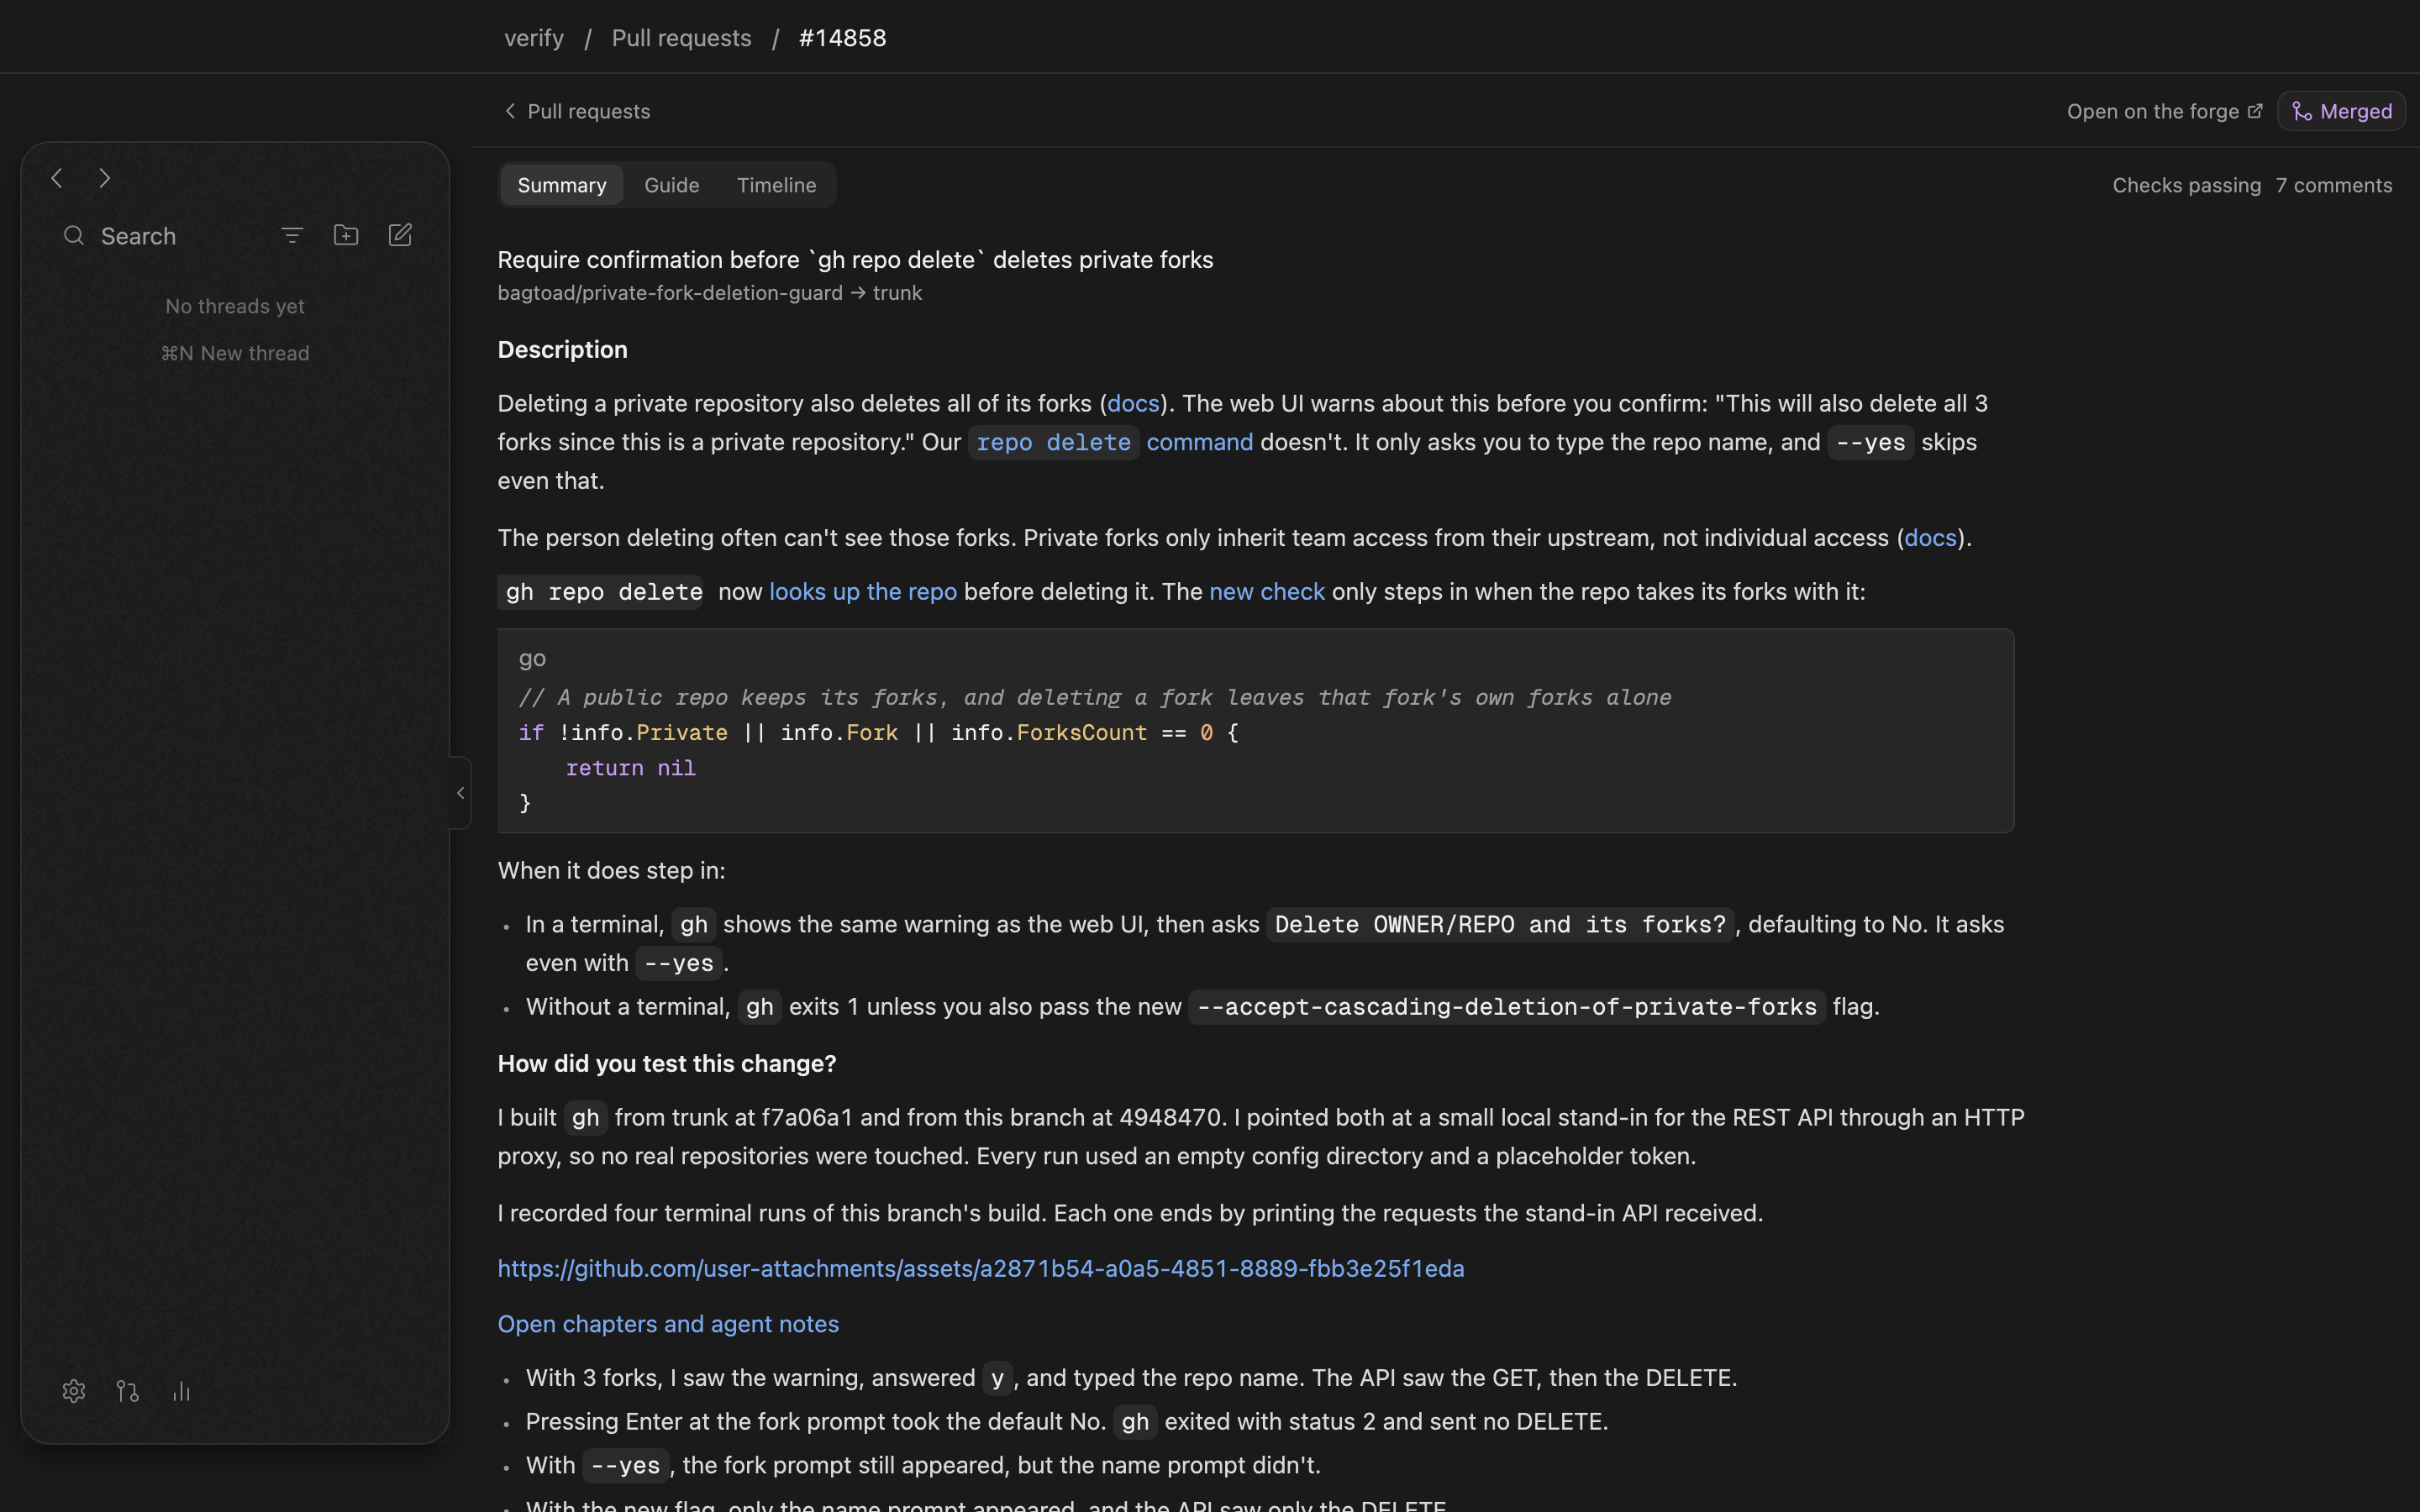 verify / Pull requests / #14858
Pull requests
Open on the forge
Merged
Search
No threads yet
⌘N New thread
Summary
Guide
Timeline
Checks passing
7 comments
Require confirmation before `gh repo delete` deletes private forks
bagtoad/private-fork-deletion-guard → trunk
Description
Deleting a private repository also deletes all of its forks (docs). The web UI warns about this before you confirm: "This will also delete all 3
forks since this is a private repository." Our repo delete command doesn't. It only asks you to type the repo name, and --yes skips
even that.
The person deleting often can't see those forks. Private forks only inherit team access from their upstream, not individual access (docs).
gh repo delete now looks up the repo before deleting it. The new check only steps in when the repo takes its forks with it:
go
// A public repo keeps its forks, and deleting a fork leaves that fork's own forks alone
if !info.Private || info.Fork || info.ForksCount == 0 {
return nil
}
When it does step in:
• In a terminal, gh shows the same warning as the web UI, then asks Delete OWNER/REPO and its forks?, defaulting to No. It asks
even with --yes.
• Without a terminal, gh exits 1 unless you also pass the new --accept-cascading-deletion-of-private-forks flag.
How did you test this change?
I built gh from trunk at f7a06a1 and from this branch at 4948470. I pointed both at a small local stand-in for the REST API through an HTTP
proxy, so no real repositories were touched. Every run used an empty config directory and a placeholder token.
I recorded four terminal runs of this branch's build. Each one ends by printing the requests the stand-in API received.
https://github.com/user-attachments/assets/a2871b54-a0a5-4851-8889-fbb3e25f1eda
Open chapters and agent notes
• With 3 forks, I saw the warning, answered y, and typed the repo name. The API saw the GET, then the DELETE.
• Pressing Enter at the fork prompt took the default No. gh exited with status 2 and sent no DELETE.
• With --yes, the fork prompt still appeared, but the name prompt didn't.
• With the new flag, only the name prompt appeared, and the API saw only the DELETE.